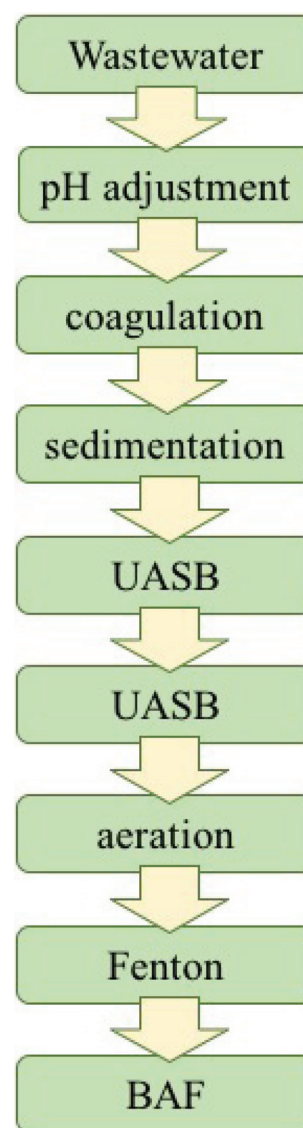 Wastewater
pH adjustment
coagulation
sedimentation
UASB
UASB
aeration
Fenton
BAF